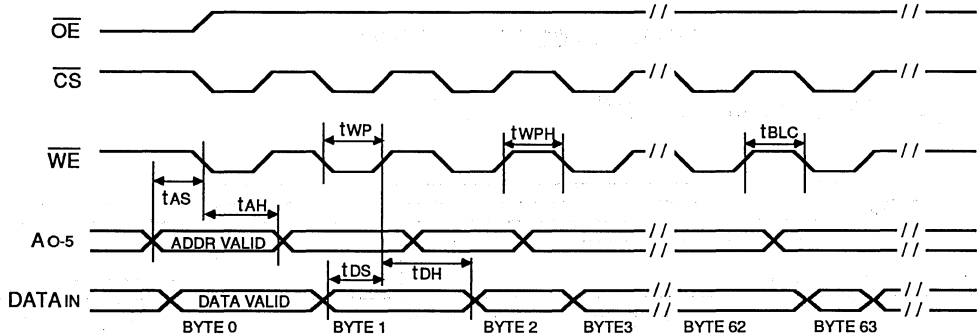 OE
CS
tWP
tWPH
tBLC
WE
tAS
tAH
A0-5
ADDR VALID
tDS
tDH
DATA IN
DATA VALID
BYTE 0 BYTE 1 BYTE 2 BYTE3 BYTE 62 BYTE 63